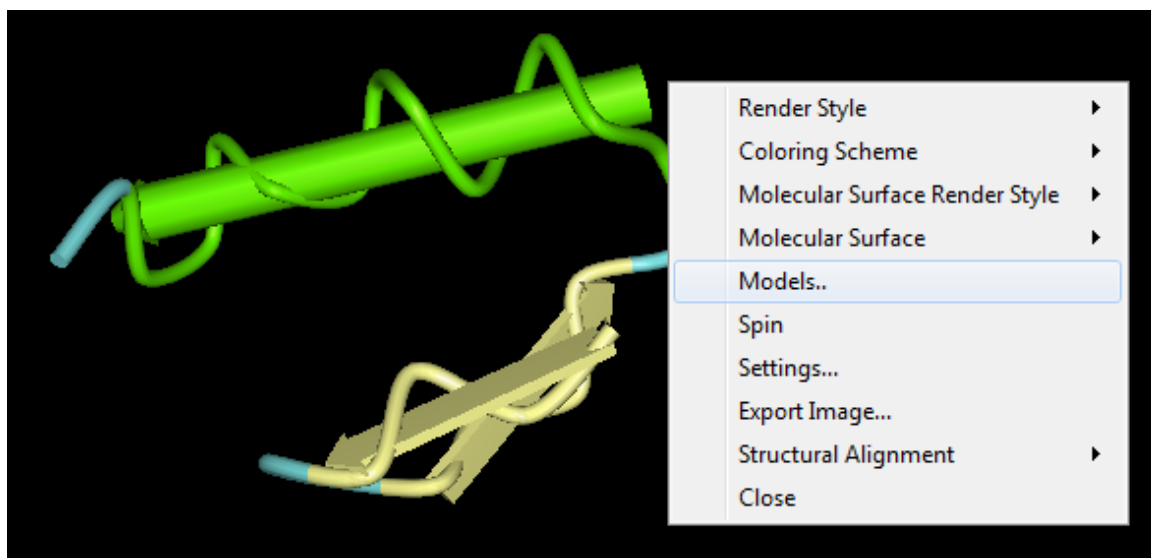 Render Style
Coloring Scheme
Molecular Surface Render Style
Molecular Surface
Models..
Spin
Settings...
Export Image...
Structural Alignment
Close